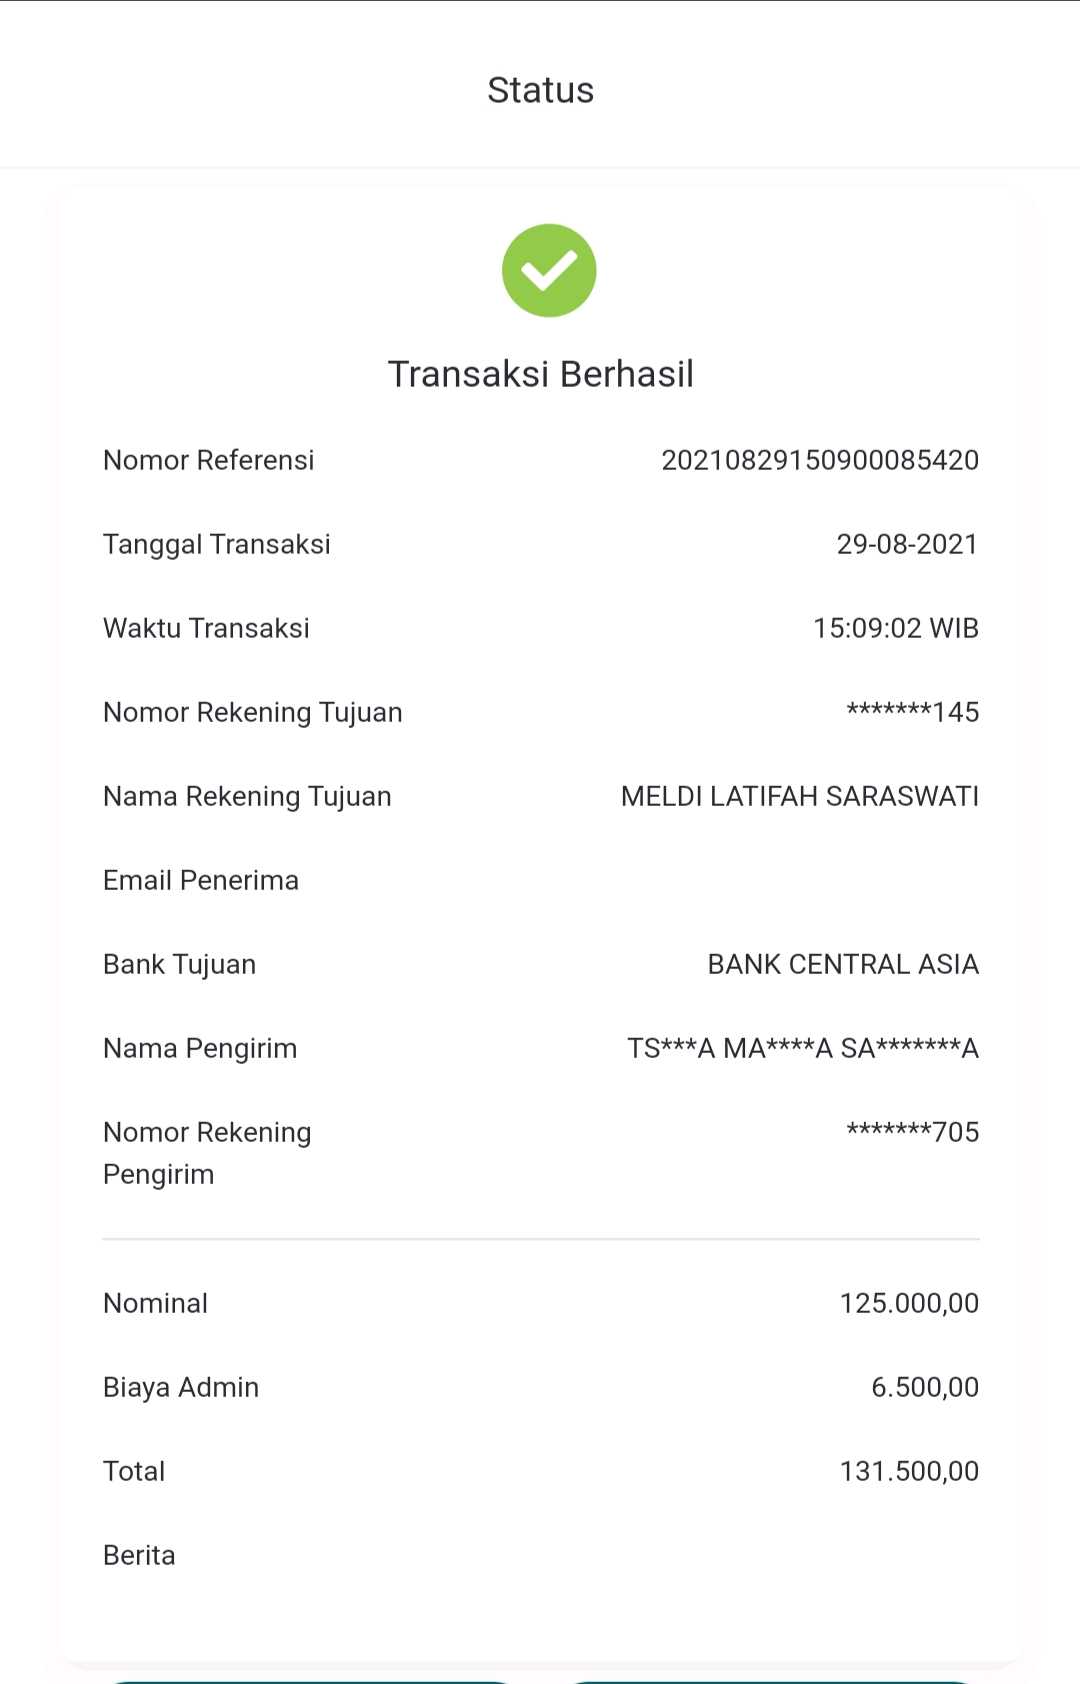 Status
Transaksi Berhasil
Nomor Referensi 20210829150900085420
Tanggal Transaksi 29-08-2021
Waktu Transaksi 15:09:02 WIB
Nomor Rekening Tujuan *******145
Nama Rekening Tujuan MELDI LATIFAH SARASWATI
Email Penerima
Bank Tujuan BANK CENTRAL ASIA
Nama Pengirim TS***A MA****A SA*******A
Nomor Rekening *******705
Pengirim
Nominal 125.000,00
Biaya Admin 6.500,00
Total 131.500,00
Berita